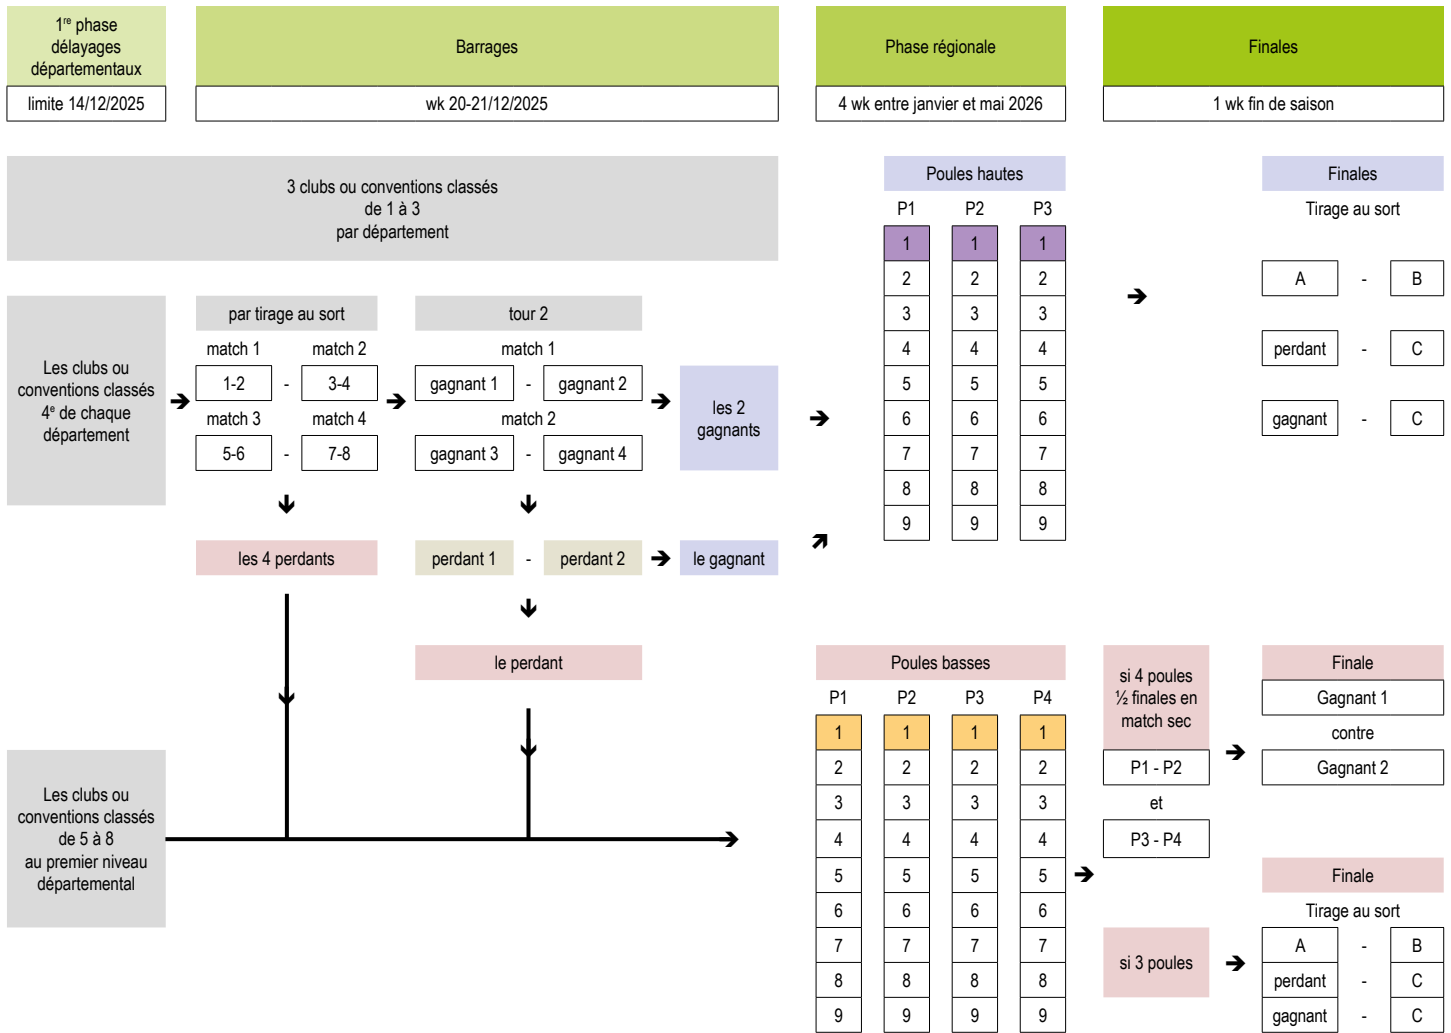 1re phase
délayages
départementaux
Barrages
Phase régionale
Finales
limite 14/12/2025
wk 20-21/12/2025
4 wk entre janvier et mai 2026
1 wk fin de saison
3 clubs ou conventions classés
de 1 à 3
par département
Poules hautes
P1 P2 P3
1 1 1
2 2 2
3 3 3
4 4 4
5 5 5
6 6 6
7 7 7
8 8 8
9 9 9
Finales
Tirage au sort
A - B
perdant - C
gagnant - C
Les clubs ou
conventions classés
4e de chaque
département
par tirage au sort
match 1 match 2
1-2 - 3-4
match 3 match 4
5-6 - 7-8
tour 2
match 1
gagnant 1 - gagnant 2
match 2
gagnant 3 - gagnant 4
les 2
gagnants
les 4 perdants
perdant 1 - perdant 2
le gagnant
le perdant
Les clubs ou
conventions classés
de 5 à 8
au premier niveau
départemental
Poules basses
P1 P2 P3 P4
1 1 1 1
2 2 2 2
3 3 3 3
4 4 4 4
5 5 5 5
6 6 6 6
7 7 7 7
8 8 8 8
9 9 9 9
si 4 poules
½ finales en
match sec
P1 - P2
et
P3 - P4
Finale
Gagnant 1
contre
Gagnant 2
si 3 poules
Finale
Tirage au sort
A - B
perdant - C
gagnant - C